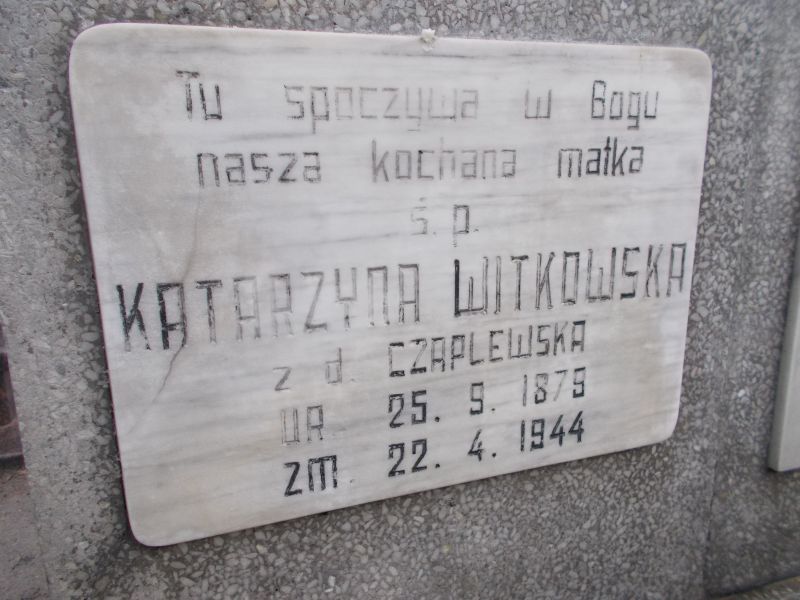 Tu spoczywa w Bogu
nasza kochana matka
ś.p.
KATARZYNA WITKOWSKA
z d. CZAPLEWSKA
UR. 25. 9. 1879
zm. 22. 4. 1944